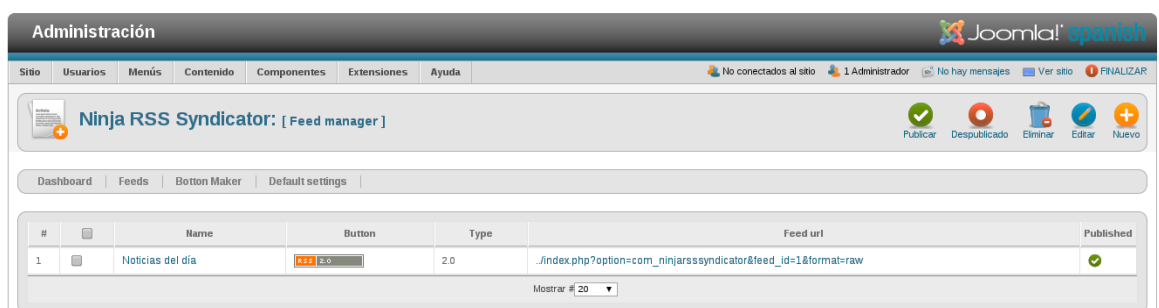 Administración
Joomla! spanish
Sitio Usuarios Menús Contenido Componentes Extensiones Ayuda No conectados al sitio 1 Administrador No hay mensajes Ver sitio FINALIZAR
Ninja RSS Syndicator: [ Feed manager ]
Publicar Despublicado Eliminar Editar Nuevo
Dashboard Feeds Botton Maker Default settings
# Name Button Type Feed url Published
1 Noticias del día RSS 2.0 2.0 ../index.php?option=com_ninjarsssyndicator&feed_id=1&format=raw
Mostrar # 20